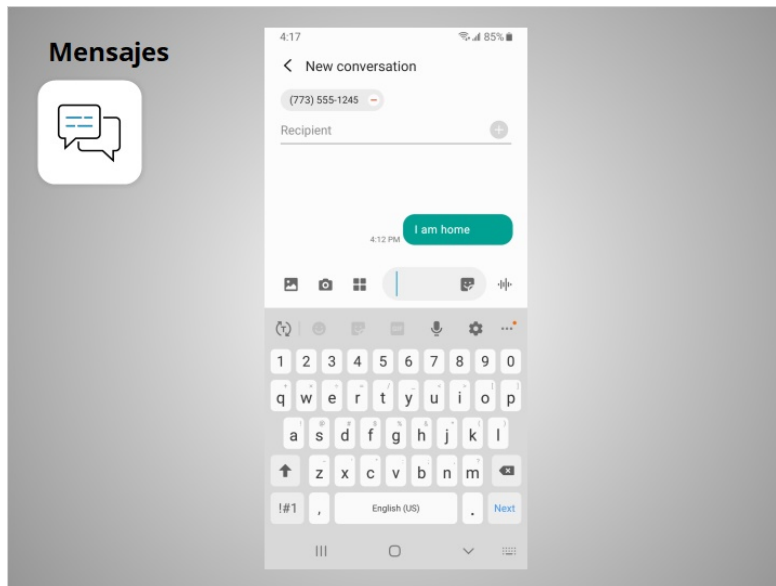 Mensajes
4:17 85%
New conversation
(773) 555-1245
Recipient
I am home
4:12 PM
1 2 3 4 5 6 7 8 9 0
q w e r t y u i o p
a s d f g h j k l
z x c v b n m
!#1 , English (US) . Next